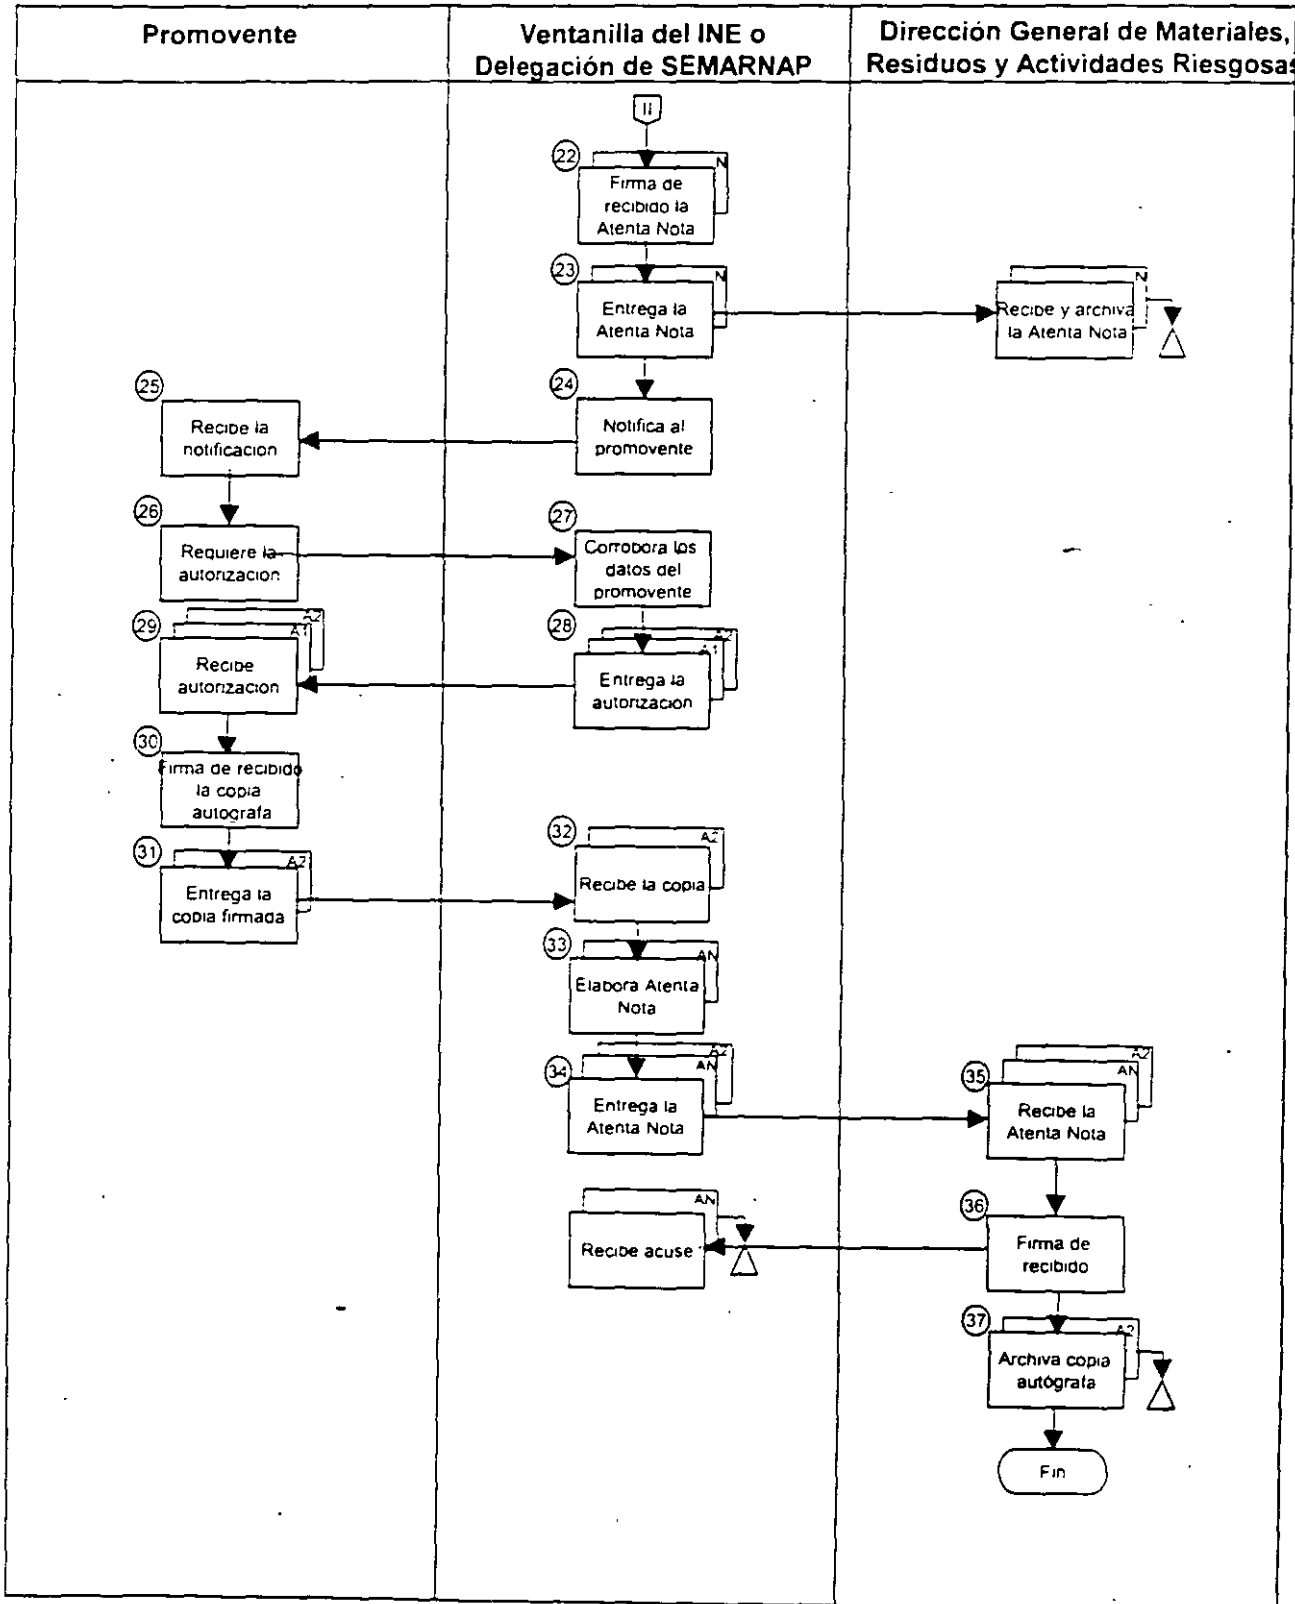 Promovente
Ventanilla del INE o
Delegación de SEMARNAP
Dirección General de Materiales,
Residuos y Actividades Riesgosas
II
22
N
Firma de
recibido la
Atenta Nota
23
N
Entrega la
Atenta Nota
N
Recibe y archiva
la Atenta Nota
24
Notifica al
promovente
25
Recibe la
notificacion
26
Requiere la
autorizacion
27
Corrobora los
datos del
promovente
28
A2
A1
Entrega la
autorizacion
29
A2
A1
Recibe
autorizacion
30
Firma de recibido
la copia
autografa
31
A2
Entrega la
copia firmada
32
A2
Recibe la copia
33
AN
Elabora Atenta
Nota
34
A2
AN
Entrega la
Atenta Nota
35
A2
AN
Recibe la
Atenta Nota
36
Firma de
recibido
AN
Recibe acuse
37
A2
Archiva copia
autógrafa
Fin